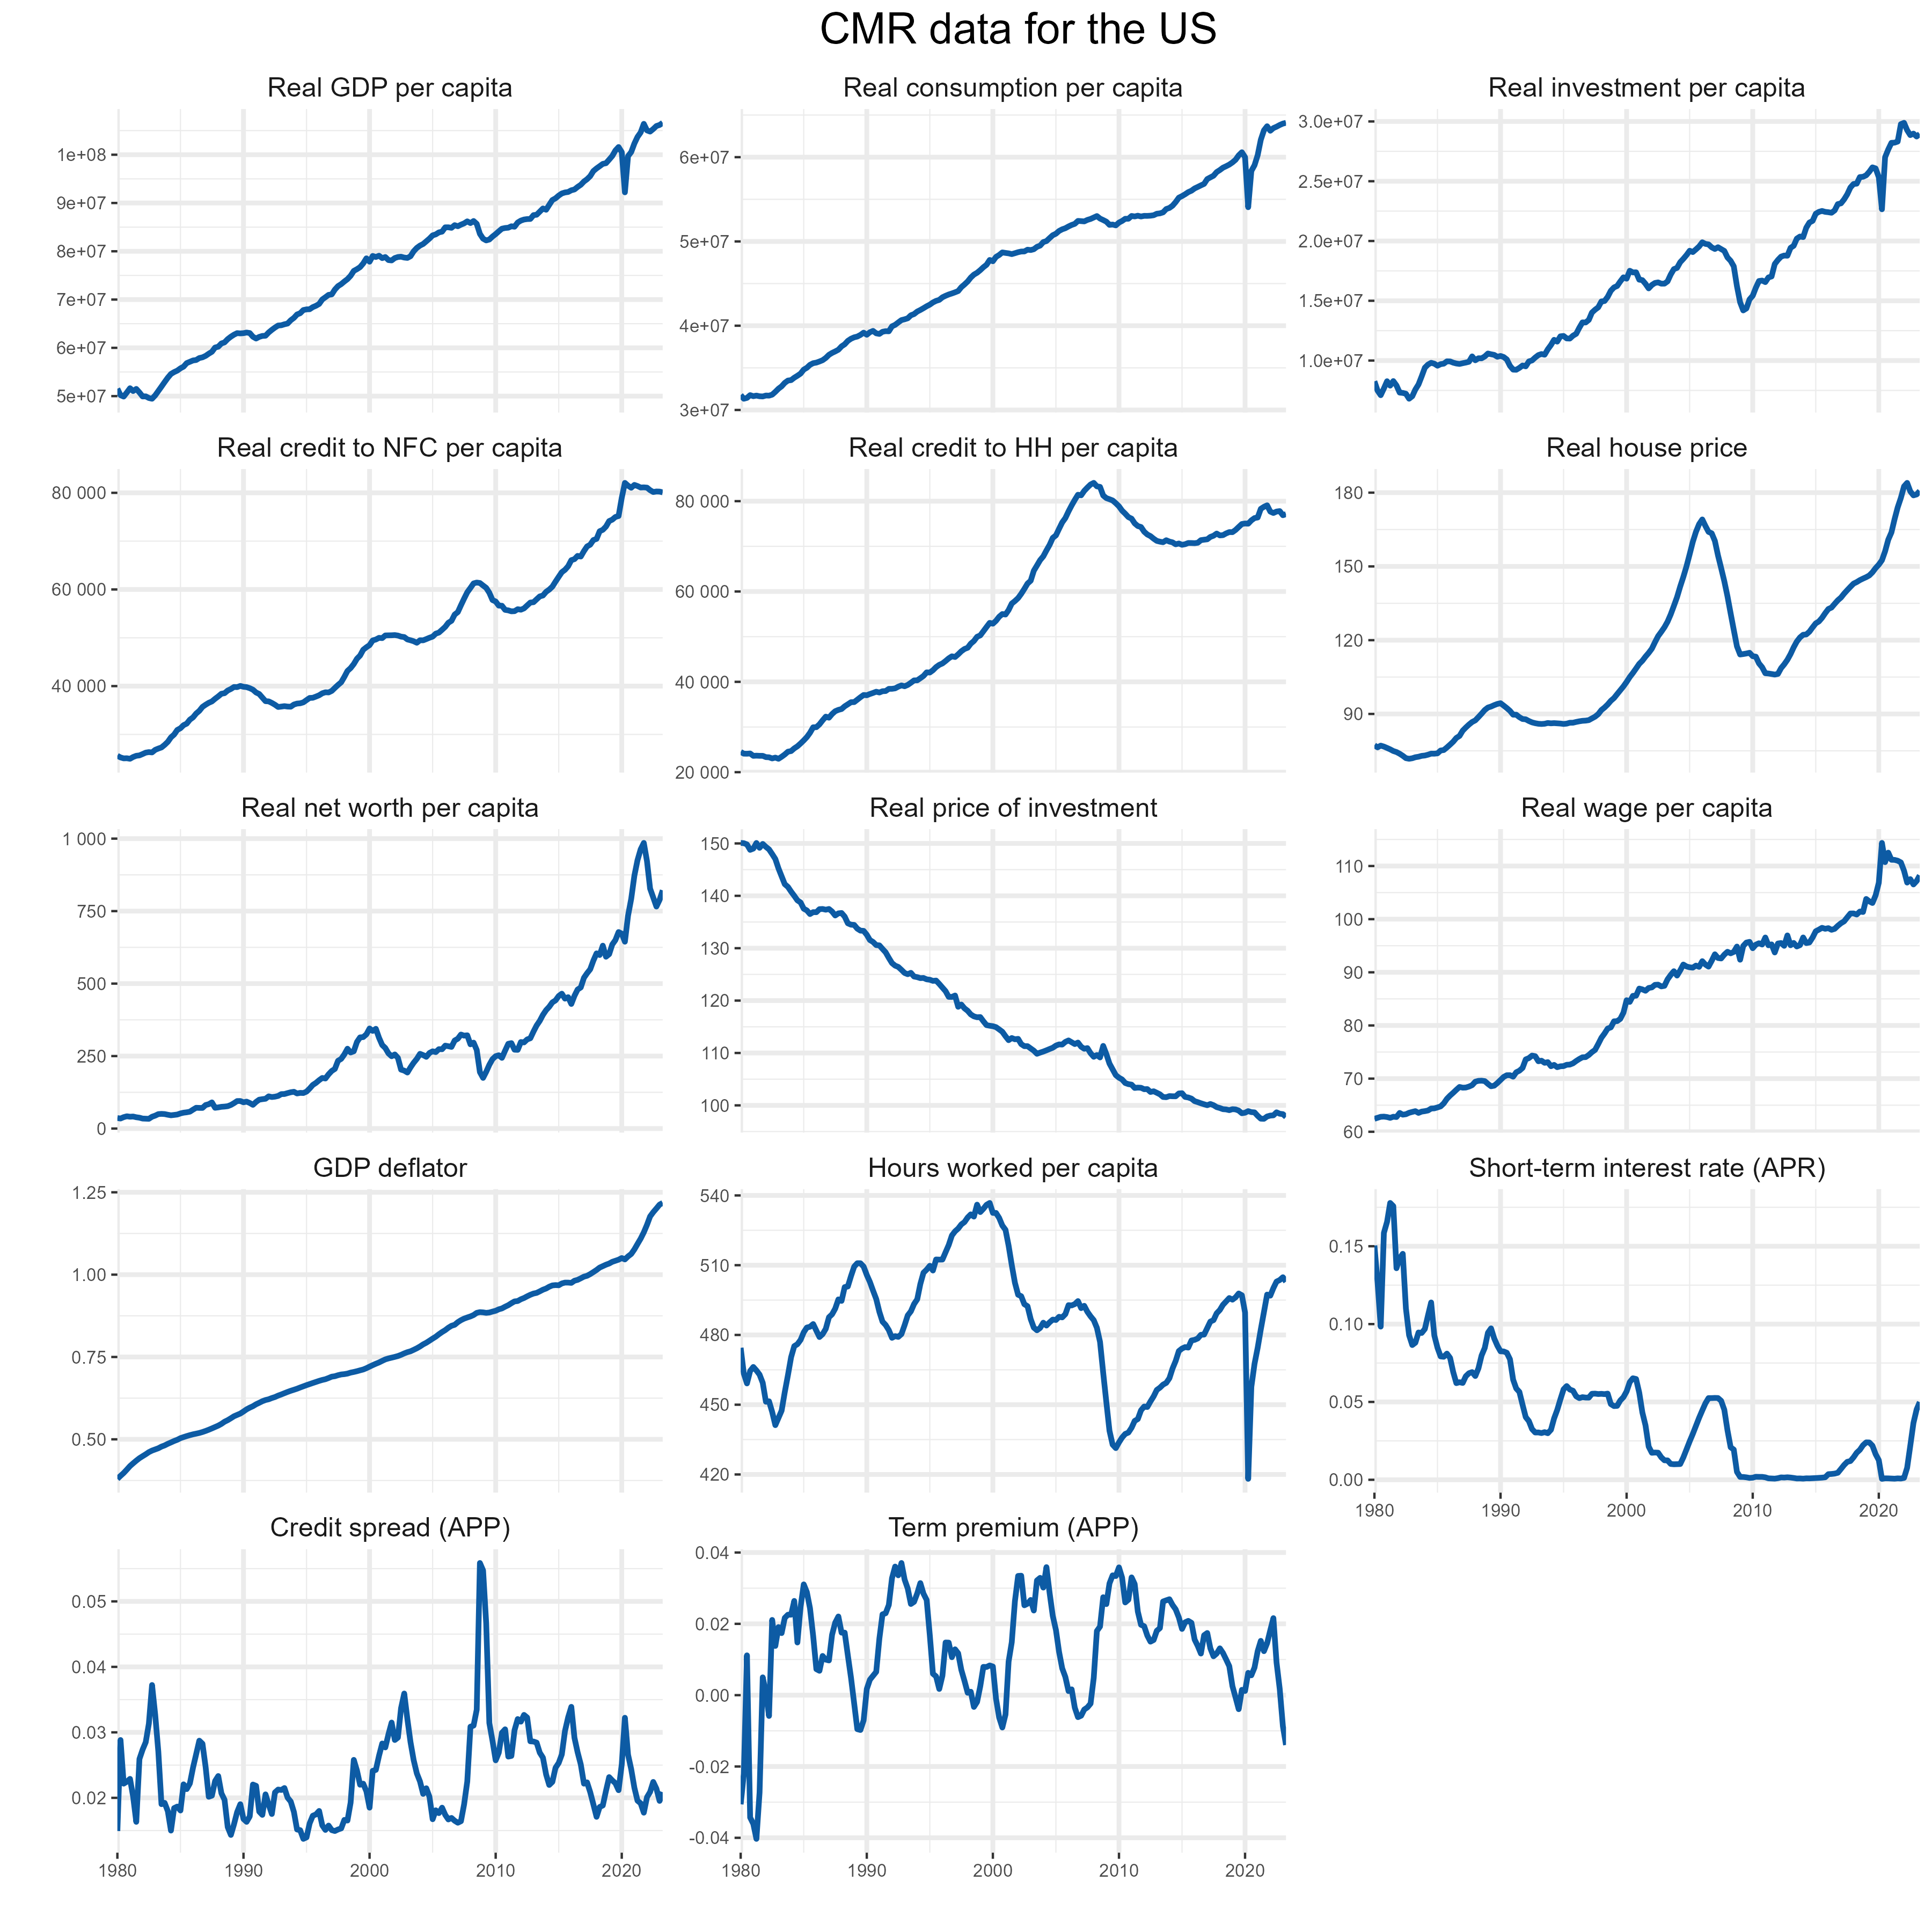 CMR data for the US
Real GDP per capita
1e+08
9e+07
8e+07
7e+07
6e+07
5e+07
Real consumption per capita
6e+07
5e+07
4e+07
3e+07
Real investment per capita
3.0e+07
2.5e+07
2.0e+07
1.5e+07
1.0e+07
Real credit to NFC per capita
80 000
60 000
40 000
Real credit to HH per capita
80 000
60 000
40 000
20 000
Real house price
180
150
120
90
Real net worth per capita
1 000
750
500
250
0
Real price of investment
150
140
130
120
110
100
Real wage per capita
110
100
90
80
70
60
GDP deflator
1.25
1.00
0.75
0.50
Hours worked per capita
540
510
480
450
420
Short-term interest rate (APR)
0.15
0.10
0.05
0.00
1980 1990 2000 2010 2020
Credit spread (APP)
0.05
0.04
0.03
0.02
1980 1990 2000 2010 2020
Term premium (APP)
0.04
0.02
0.00
-0.02
-0.04
1980 1990 2000 2010 2020